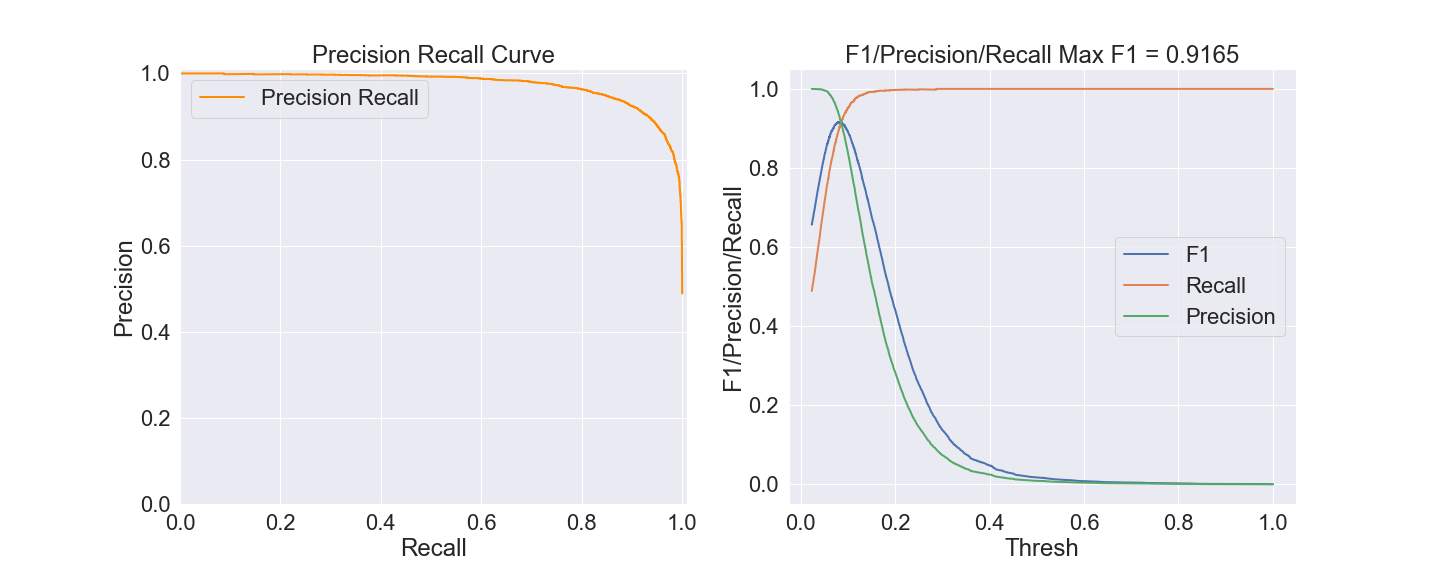 Precision Recall Curve
1.0
0.8
0.6
0.4
0.2
0.0
Precision
Precision Recall
0.0 0.2 0.4 0.6 0.8 1.0
Recall
F1/Precision/Recall Max F1 = 0.9165
1.0
0.8
0.6
0.4
0.2
0.0
F1/Precision/Recall
F1
Recall
Precision
0.0 0.2 0.4 0.6 0.8 1.0
Thresh